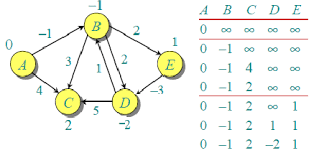 -1
B
-1
2
0
1
A
3
1
2
E
4
-3
C
5
D
2
-2
A B C D E
0 ∞ ∞ ∞ ∞
0 -1 ∞ ∞ ∞
0 -1 4 ∞ ∞
0 -1 2 ∞ ∞
0 -1 2 ∞ 1
0 -1 2 1 1
0 -1 2 -2 1